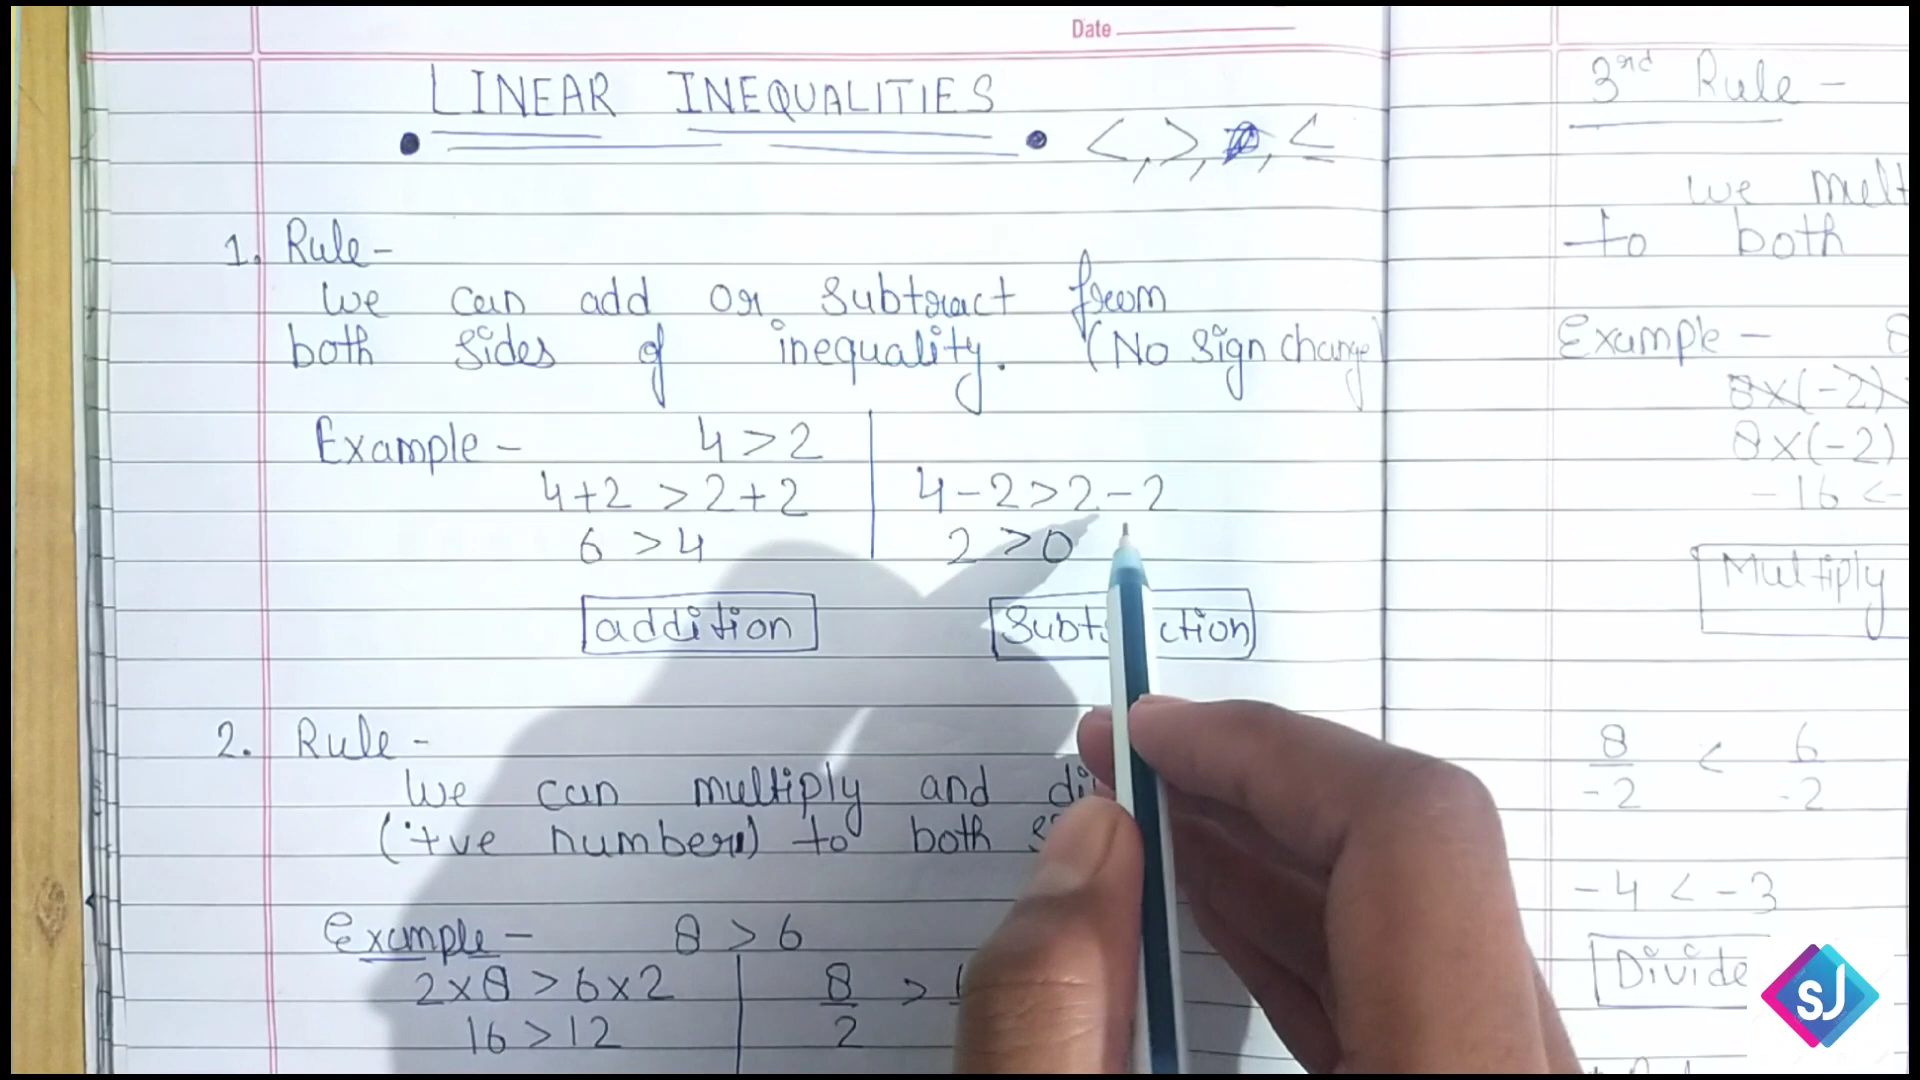 Date
LINEAR INEQUALITIES
<, >, , ≤
1. Rule -
We can add or subtract from
both sides of inequality. (No sign change)
Example - 4 > 2
4+2 > 2+2
6 > 4
4-2 > 2-2
2 > 0
addition
Subt ction
2. Rule -
We can multiply and di
(+ve number) to both s
Example - 8 > 6
2×8 > 6×2
16 > 12
8/2 >
3rd Rule -
We mult
to both
Example - 8
8×(-2)
8×(-2)
-16 < -
Multiply
8/-2 < 6/-2
-4 < -3
Divide
SJ